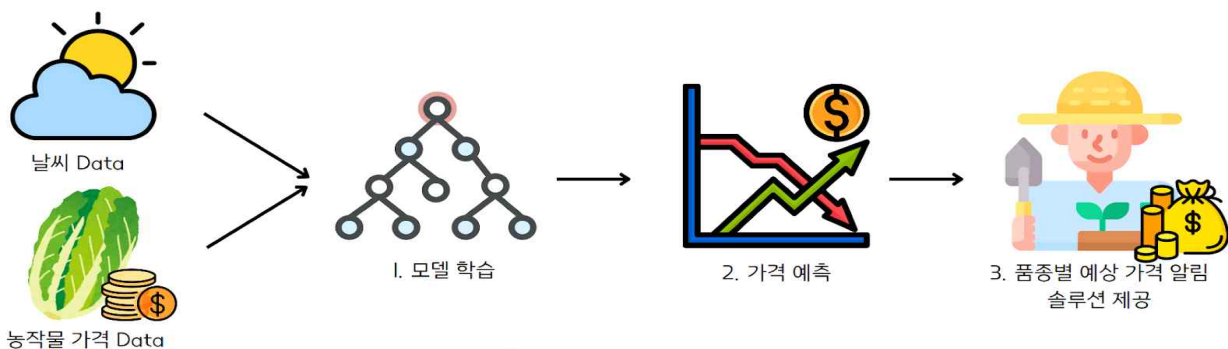 날씨 Data
농작물 가격 Data
1. 모델 학습
2. 가격 예측
3. 품종별 예상 가격 알림
솔루션 제공
$
$
$